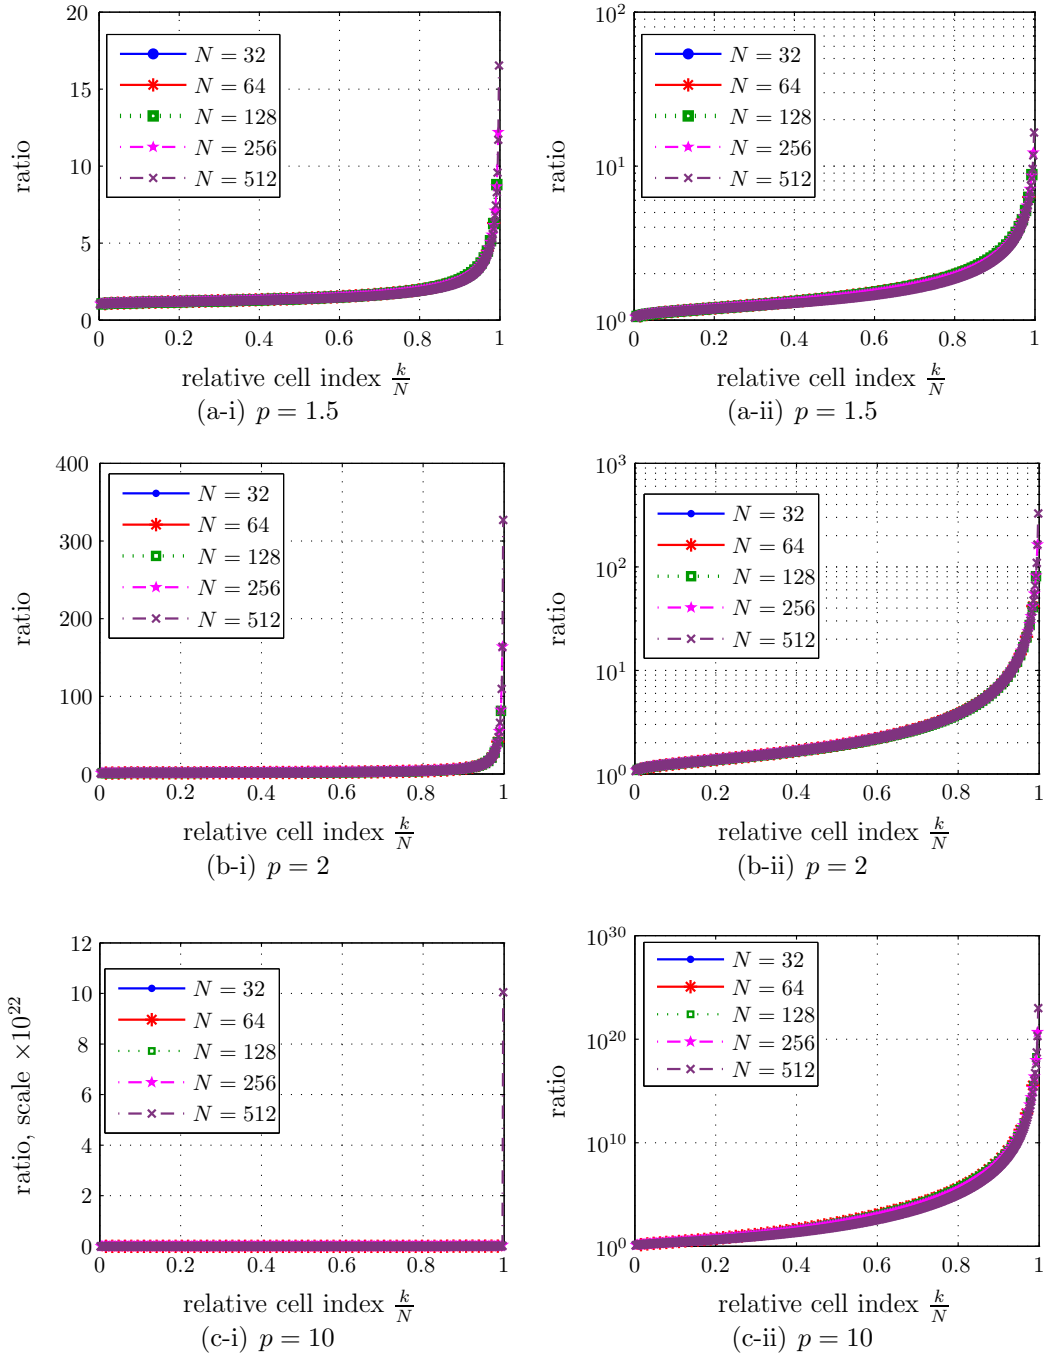 20
15
10
5
0
ratio
N = 32
N = 64
N = 128
N = 256
N = 512
0 0.2 0.4 0.6 0.8 1
relative cell index k/N
(a-i) p = 1.5
10^2
10^1
10^0
ratio
N = 32
N = 64
N = 128
N = 256
N = 512
0 0.2 0.4 0.6 0.8 1
relative cell index k/N
(a-ii) p = 1.5
400
300
200
100
0
ratio
N = 32
N = 64
N = 128
N = 256
N = 512
0 0.2 0.4 0.6 0.8 1
relative cell index k/N
(b-i) p = 2
10^3
10^2
10^1
10^0
ratio
N = 32
N = 64
N = 128
N = 256
N = 512
0 0.2 0.4 0.6 0.8 1
relative cell index k/N
(b-ii) p = 2
12
10
8
6
4
2
0
ratio, scale ×10^22
N = 32
N = 64
N = 128
N = 256
N = 512
0 0.2 0.4 0.6 0.8 1
relative cell index k/N
(c-i) p = 10
10^30
10^20
10^10
10^0
ratio
N = 32
N = 64
N = 128
N = 256
N = 512
0 0.2 0.4 0.6 0.8 1
relative cell index k/N
(c-ii) p = 10